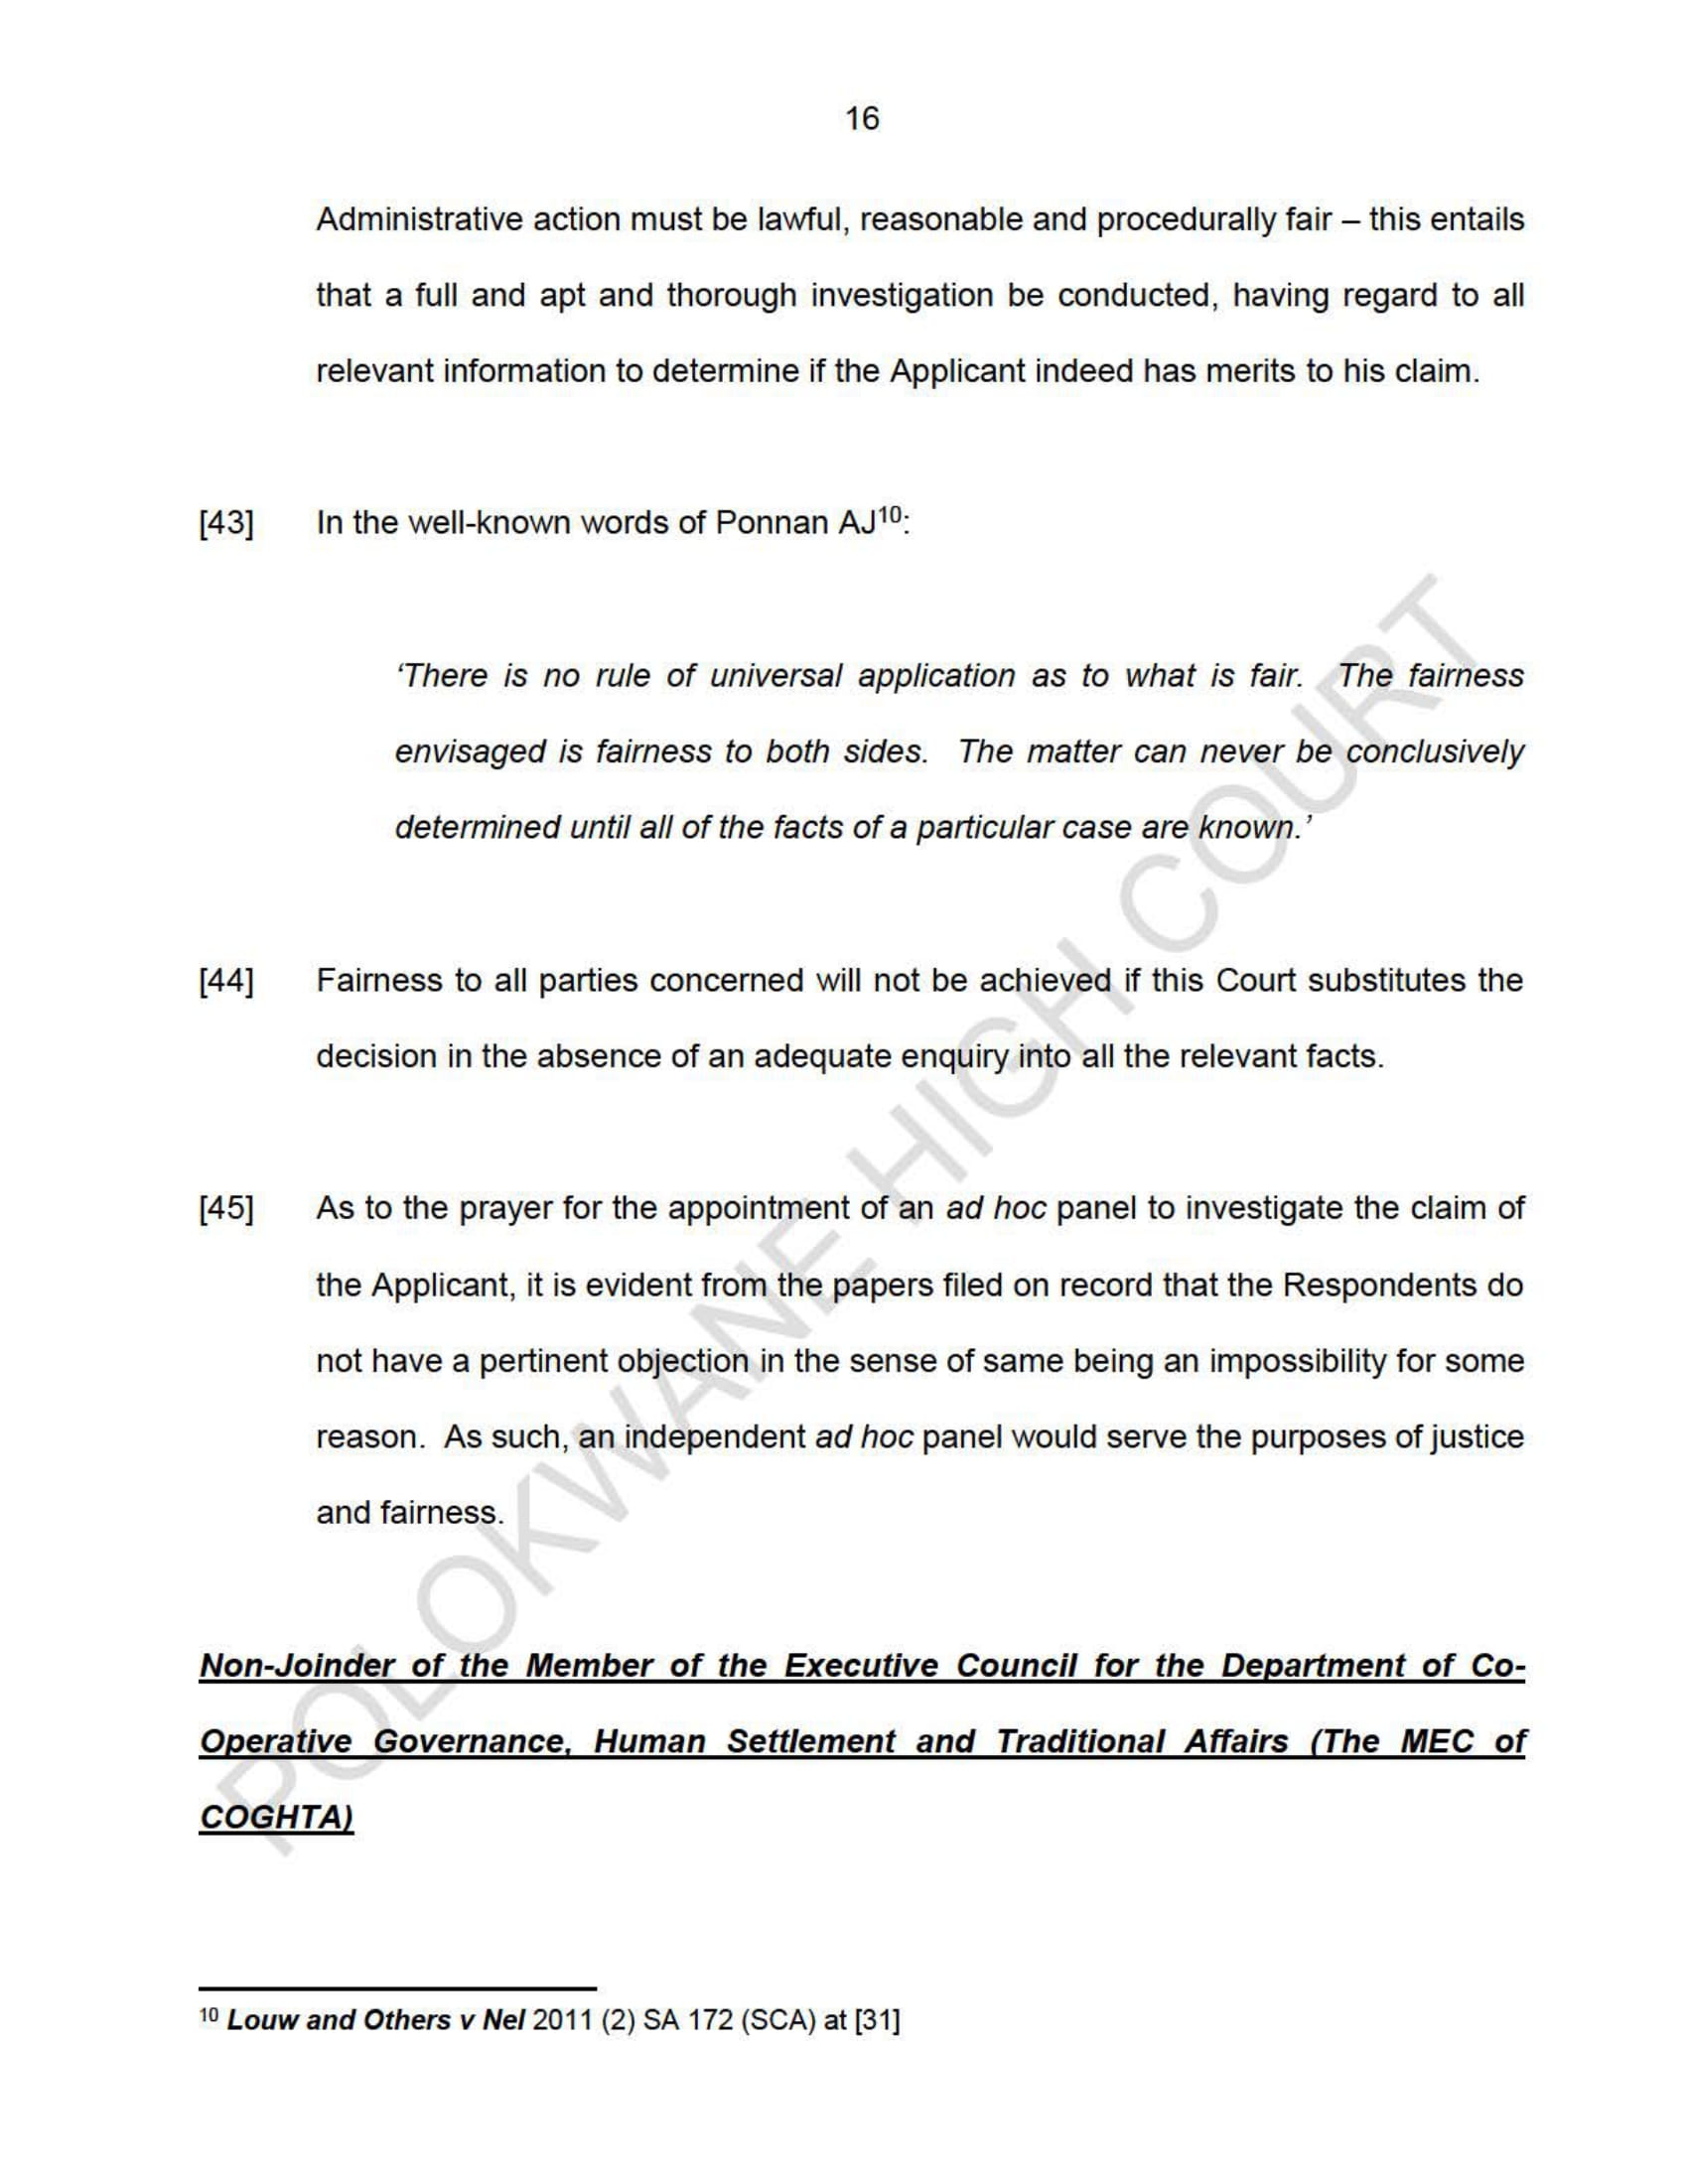 16
Administrative action must be lawful, reasonable and procedurally fair – this entails
that a full and apt and thorough investigation be conducted, having regard to all
relevant information to determine if the Applicant indeed has merits to his claim.
[43] In the well-known words of Ponnan AJ10:
‘There is no rule of universal application as to what is fair. The fairness
envisaged is fairness to both sides. The matter can never be conclusively
determined until all of the facts of a particular case are known.’
[44] Fairness to all parties concerned will not be achieved if this Court substitutes the
decision in the absence of an adequate enquiry into all the relevant facts.
[45] As to the prayer for the appointment of an ad hoc panel to investigate the claim of
the Applicant, it is evident from the papers filed on record that the Respondents do
not have a pertinent objection in the sense of same being an impossibility for some
reason. As such, an independent ad hoc panel would serve the purposes of justice
and fairness.
Non-Joinder of the Member of the Executive Council for the Department of Co-
Operative Governance, Human Settlement and Traditional Affairs (The MEC of
COGHTA)
10 Louw and Others v Nel 2011 (2) SA 172 (SCA) at [31]
POLOKWANE HIGH COURT